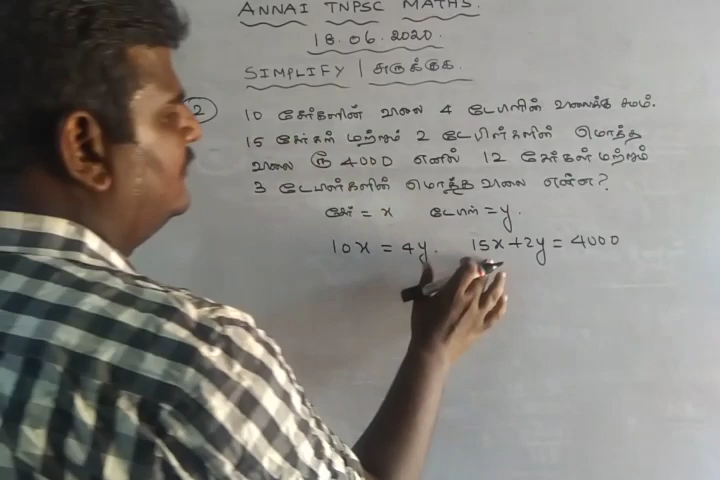 ANNAI TNPSC MATHS.
18.06.2020.
SIMPLIFY | சுருக்குக
2 10 சேர்களின் விலை 4 டேபிளின் விலைக்கு சமம்.
15 சேர்கள் மற்றும் 2 டேபிள்களின் மொத்த
விலை ரூ 4000 எனில் 12 சேர்கள் மற்றும்
3 டேபிள்களின் மொத்த விலை என்ன?
சேர் = x டேபிள் = y.
10x = 4y. 15x+2y = 4000